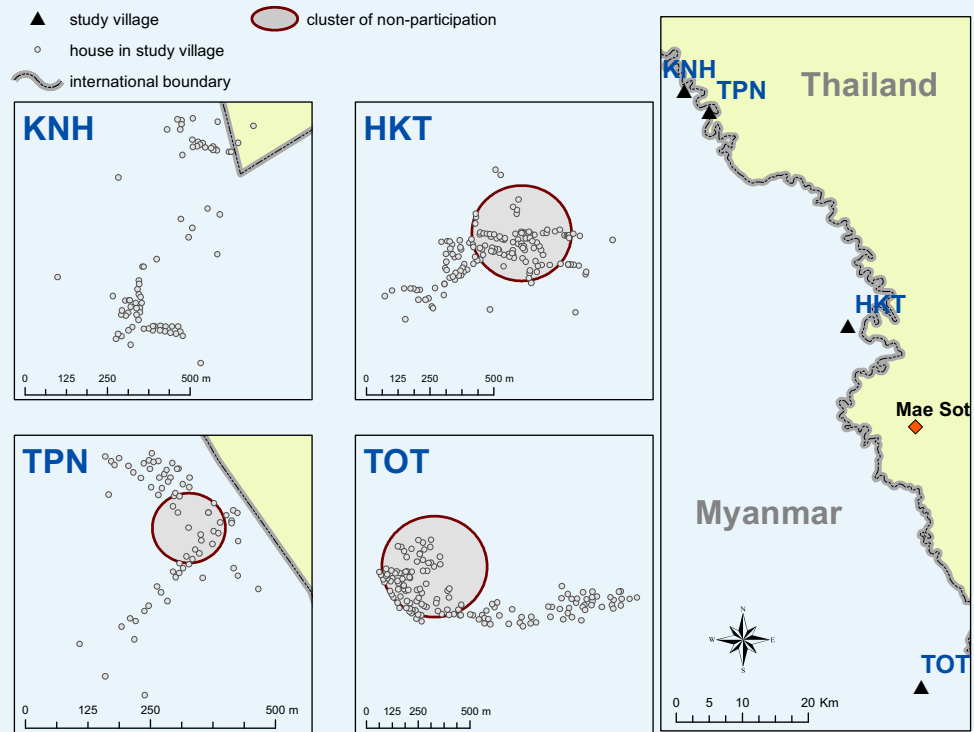 study village
cluster of non-participation
house in study village
international boundary
KNH
0 125 250 500 m
HKT
0 125 250 500 m
TPN
0 125 250 500 m
TOT
0 125 250 500 m
KNH
TPN
Thailand
HKT
Mae Sot
Myanmar
N
W E
S
TOT
0 5 10 20 Km